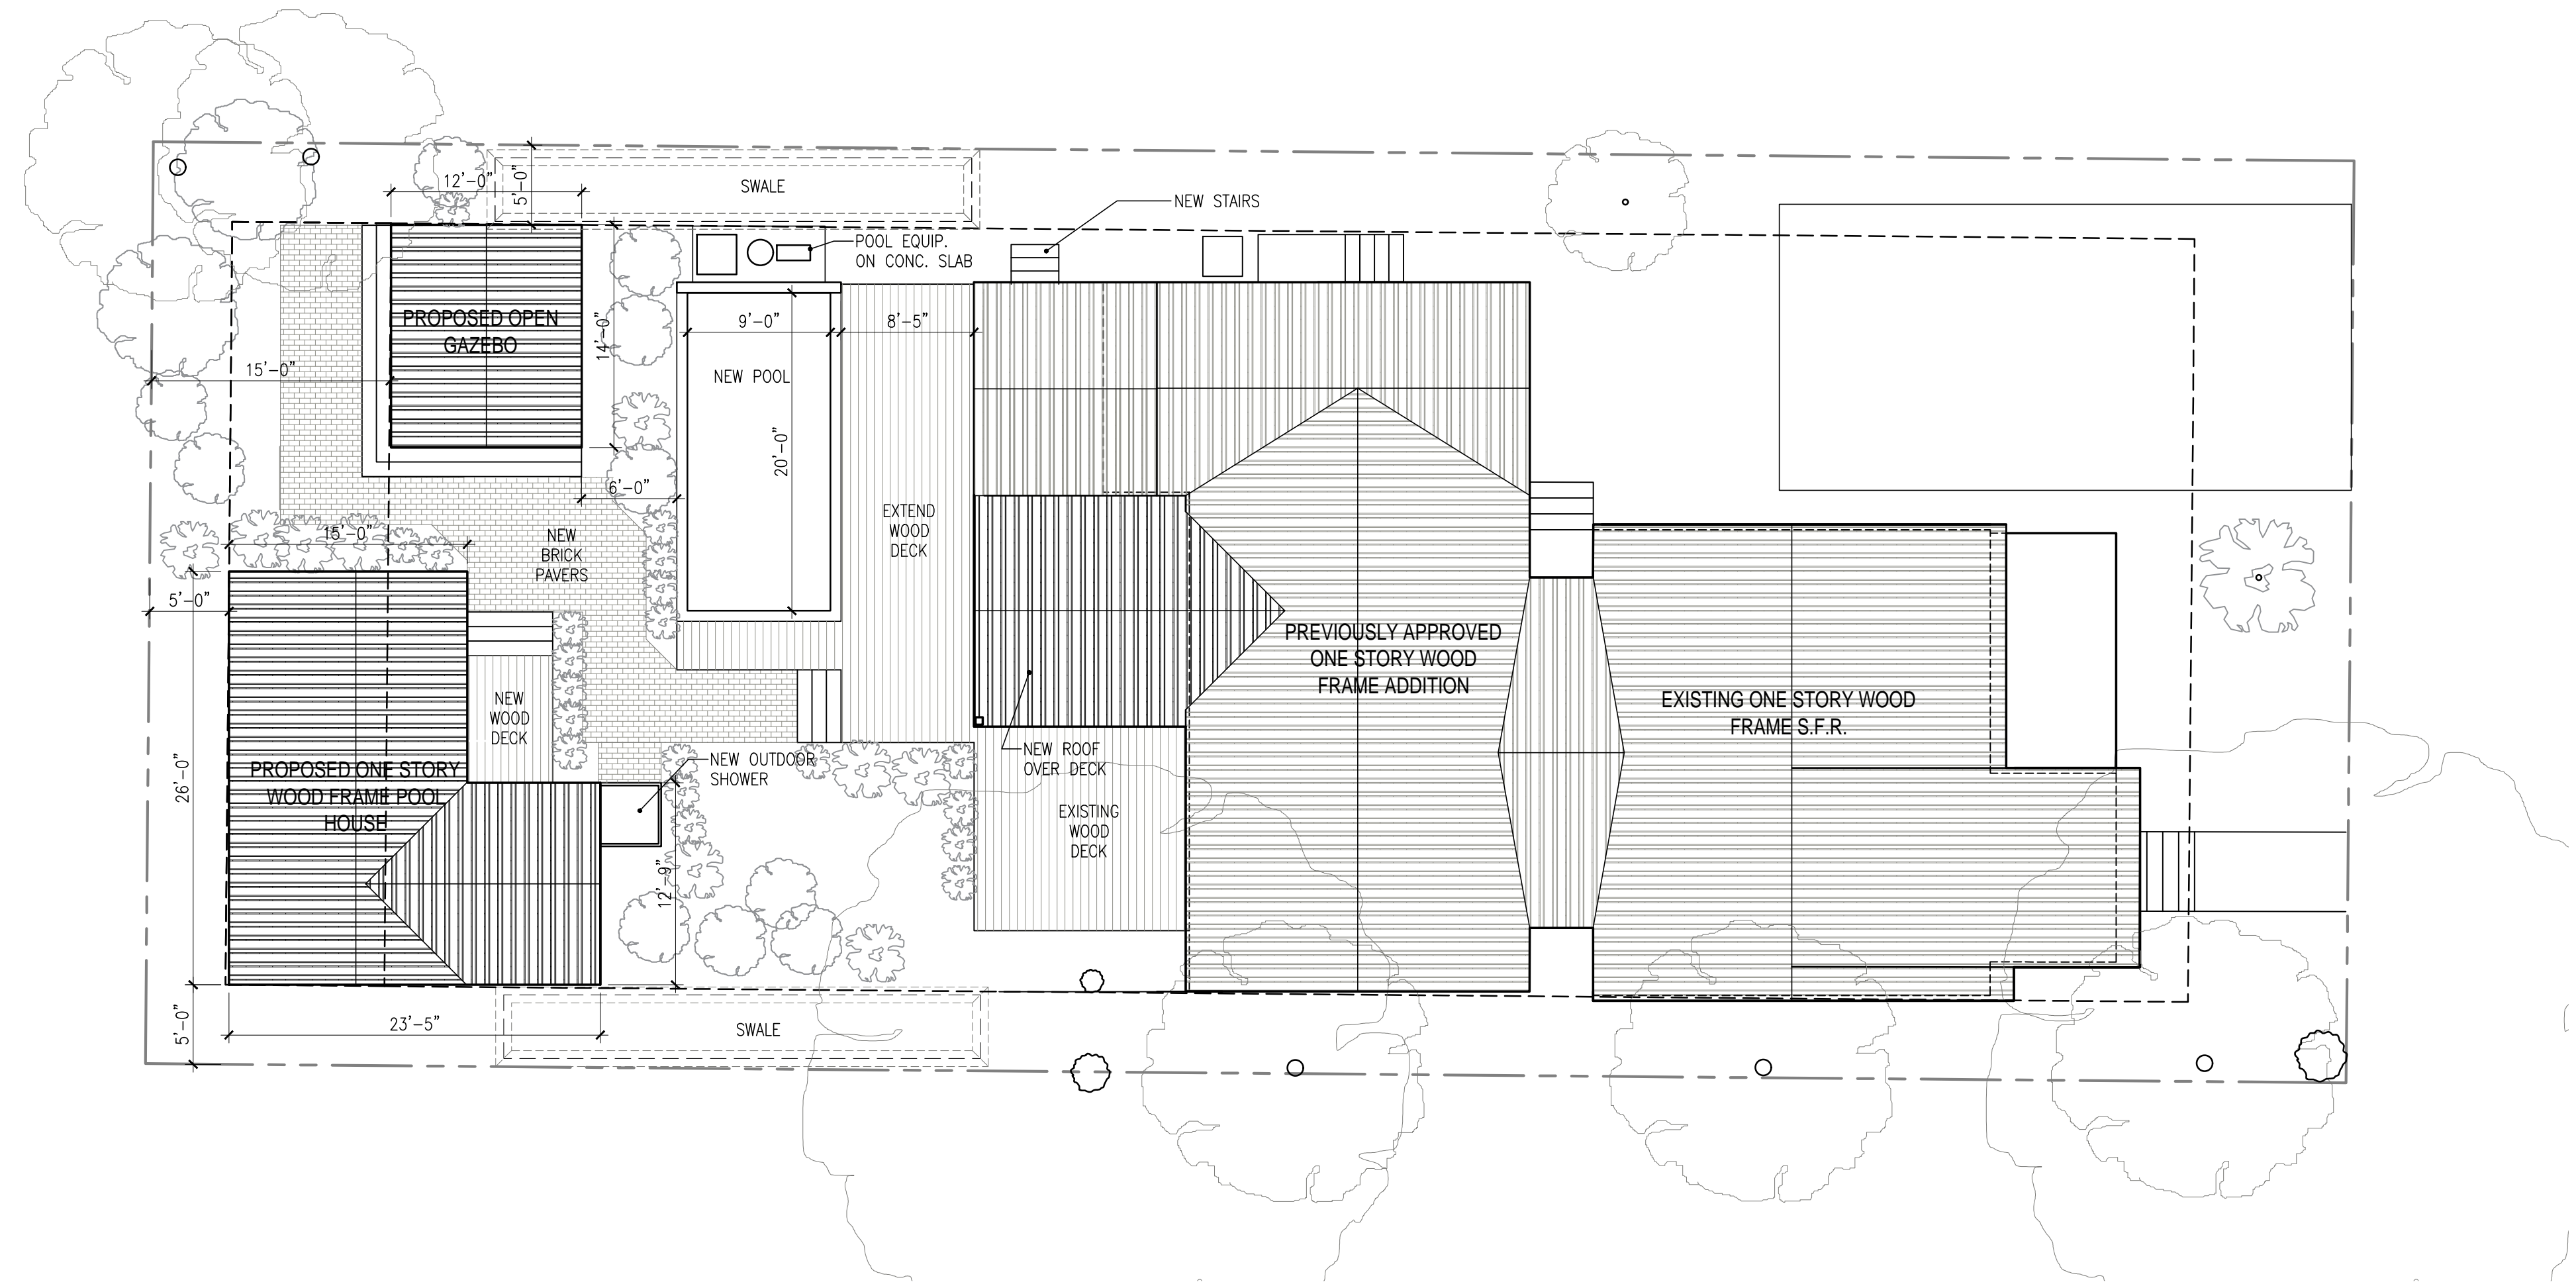 12'-0"
5'-0"
SWALE
NEW STAIRS
POOL EQUIP.
ON CONC. SLAB
PROPOSED OPEN
GAZEBO
14'-0"
9'-0"
8'-5"
15'-0"
NEW POOL
20'-0"
6'-0"
EXTEND
WOOD
DECK
15'-0"
NEW
BRICK
PAVERS
5'-0"
PREVIOUSLY APPROVED
ONE STORY WOOD
FRAME ADDITION
EXISTING ONE STORY WOOD
FRAME S.F.R.
NEW
WOOD
DECK
NEW ROOF
OVER DECK
NEW OUTDOOR
SHOWER
26'-0"
PROPOSED ONE STORY
WOOD FRAME POOL
HOUSE
EXISTING
WOOD
DECK
12'-9"
5'-0"
23'-5"
SWALE